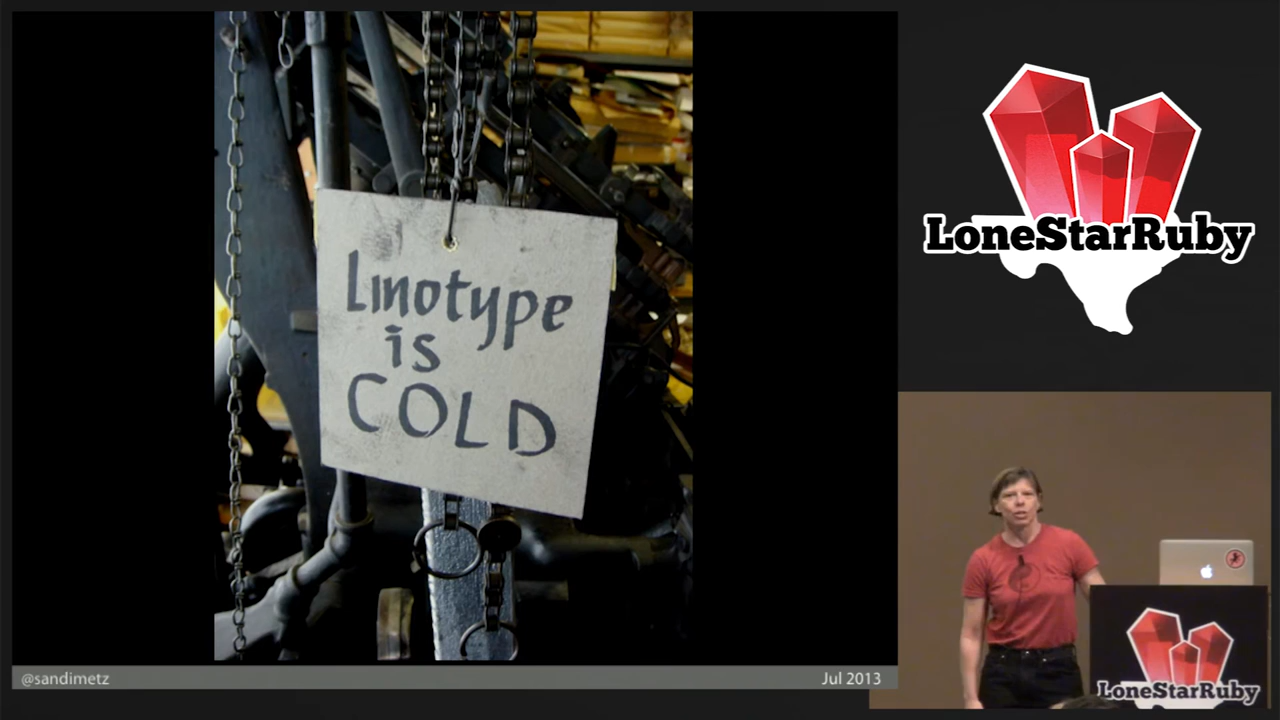 Linotype
is
COLD
@sandimetz
Jul 2013
LoneStarRuby
LoneStarRuby